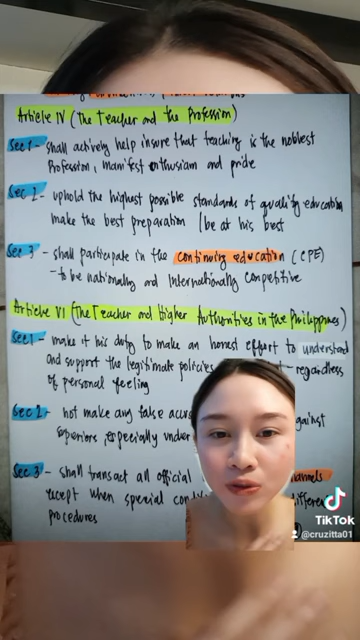 Article IV (The Teacher and the Profession)
Sec 1 - shall actively help insure that teaching is the noblest
Profession, manifest enthusiasm and pride
Sec 2 - uphold the highest possible standards of quality education
make the best preparation / be at his best
Sec 3 - shall participate in the continuing education (CPE)
- to be nationally and Internationally competitive
Article VI (The Teacher and Higher Authorities in the Philippines)
Sec 1 - make it his duty to make an honest effort to understand
and support the legitimate policies - regardless
of personal feeling
Sec 2 - not make any false against
superiors, especially under
Sec 3 - shall transact all official
except when special
procedures
TikTok
@cruzitta01